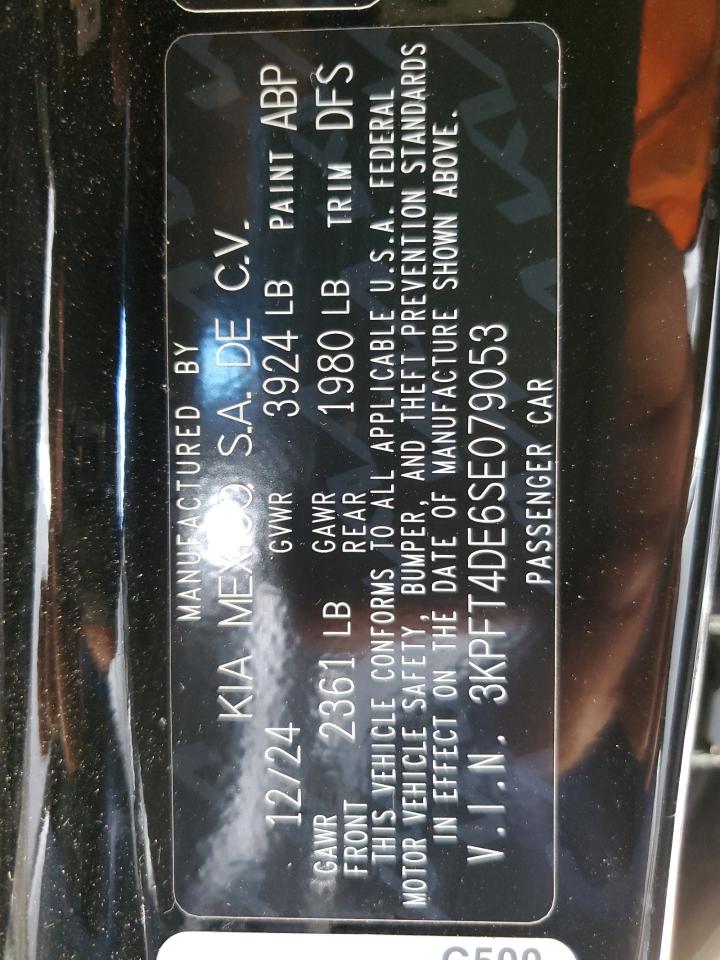 MANUFACTURED BY
KIA MEXICO, S.A. DE C.V.
12/24 GVWR 3924 LB PAINT ABP
GAWR FRONT 2361 LB GAWR REAR 1980 LB TRIM DFS
THIS VEHICLE CONFORMS TO ALL APPLICABLE U.S.A. FEDERAL
MOTOR VEHICLE SAFETY, BUMPER, AND THEFT PREVENTION STANDARDS
IN EFFECT ON THE DATE OF MANUFACTURE SHOWN ABOVE.
V.I.N. 3KPFT4DE6SE079053
PASSENGER CAR